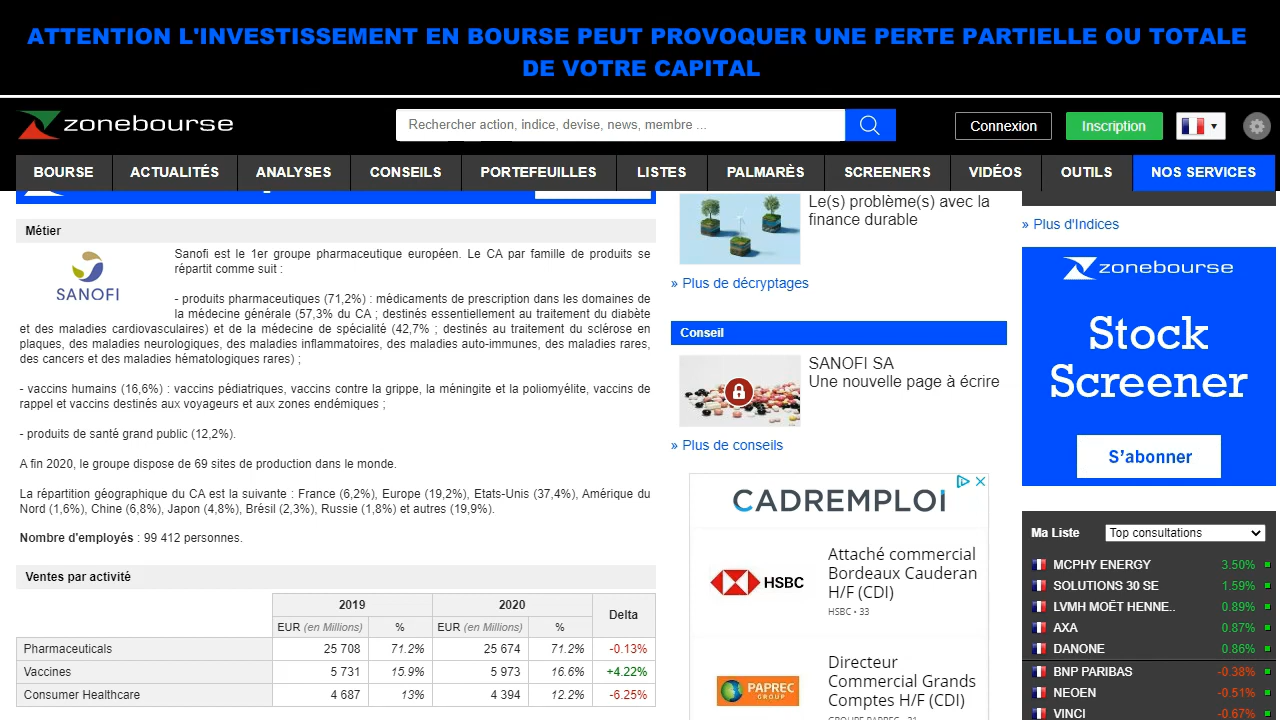 ATTENTION L'INVESTISSEMENT EN BOURSE PEUT PROVOQUER UNE PERTE PARTIELLE OU TOTALE
DE VOTRE CAPITAL
zonebourse
Rechercher action, indice, devise, news, membre ...
Connexion
Inscription
BOURSE ACTUALITÉS ANALYSES CONSEILS PORTEFEUILLES LISTES PALMARÈS SCREENERS VIDÉOS OUTILS NOS SERVICES
Métier
SANOFI
Sanofi est le 1er groupe pharmaceutique européen. Le CA par famille de produits se
répartit comme suit :
- produits pharmaceutiques (71,2%) : médicaments de prescription dans les domaines de
la médecine générale (57,3% du CA ; destinés essentiellement au traitement du diabète
et des maladies cardiovasculaires) et de la médecine de spécialité (42,7% ; destinés au traitement du sclérose en
plaques, des maladies neurologiques, des maladies inflammatoires, des maladies auto-immunes, des maladies rares,
des cancers et des maladies hématologiques rares) ;
- vaccins humains (16,6%) : vaccins pédiatriques, vaccins contre la grippe, la méningite et la poliomyélite, vaccins de
rappel et vaccins destinés aux voyageurs et aux zones endémiques ;
- produits de santé grand public (12,2%).
A fin 2020, le groupe dispose de 69 sites de production dans le monde.
La répartition géographique du CA est la suivante : France (6,2%), Europe (19,2%), Etats-Unis (37,4%), Amérique du
Nord (1,6%), Chine (6,8%), Japon (4,8%), Brésil (2,3%), Russie (1,8%) et autres (19,9%).
Nombre d'employés : 99 412 personnes.
Ventes par activité
2019 2020 Delta
EUR (en Millions) % EUR (en Millions) %
Pharmaceuticals 25 708 71.2% 25 674 71.2% -0.13%
Vaccines 5 731 15.9% 5 973 16.6% +4.22%
Consumer Healthcare 4 687 13% 4 394 12.2% -6.25%
Le(s) problème(s) avec la
finance durable
» Plus de décryptages
Conseil
SANOFI SA
Une nouvelle page à écrire
» Plus de conseils
CADREMPLOI
HSBC
Attaché commercial
Bordeaux Cauderan
H/F (CDI)
HSBC • 33
PAPREC
GROUP
Directeur
Commercial Grands
Comptes H/F (CDI)
GROUPE PAPREC • 31
» Plus d'Indices
zonebourse
Stock
Screener
S'abonner
Ma Liste
Top consultations
MCPHY ENERGY 3.50%
SOLUTIONS 30 SE 1.59%
LVMH MOËT HENNE.. 0.89%
AXA 0.87%
DANONE 0.86%
BNP PARIBAS -0.38%
NEOEN -0.51%
VINCI -0.67%